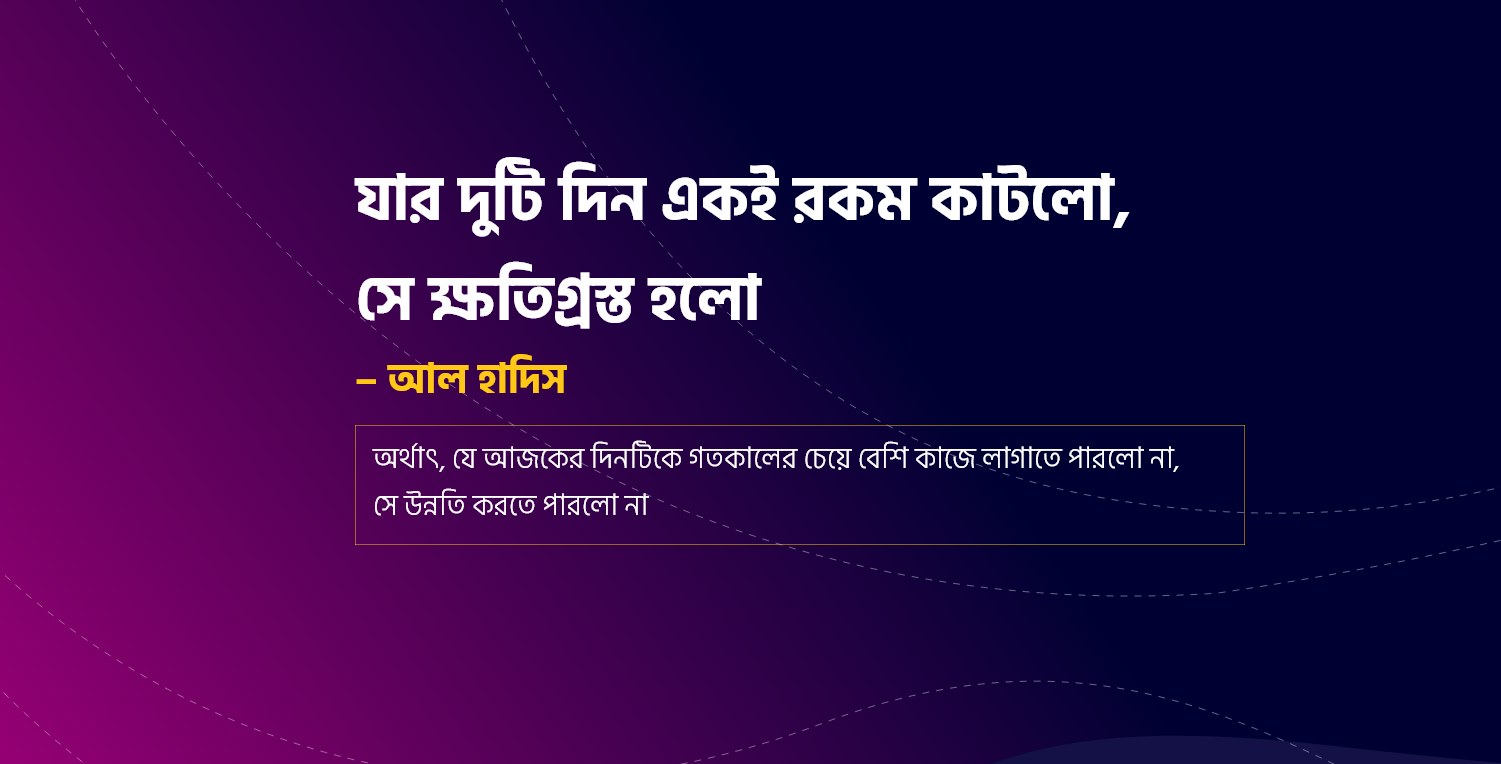 যার দুটি দিন একই রকম কাটলো,
সে ক্ষতিগ্রস্ত হলো
– আল হাদিস
অর্থাৎ, যে আজকের দিনটিকে গতকালের চেয়ে বেশি কাজে লাগাতে পারলো না,
সে উন্নতি করতে পারলো না